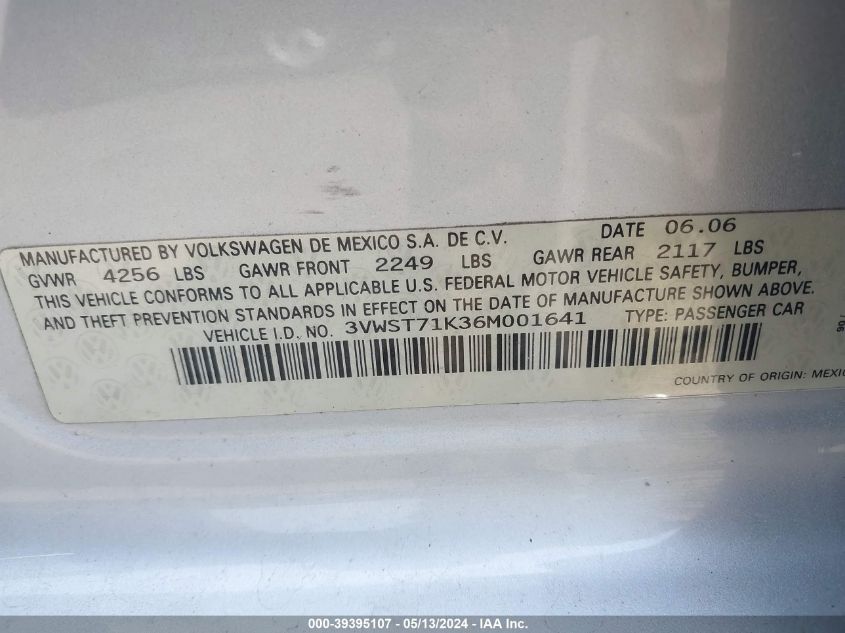 MANUFACTURED BY VOLKSWAGEN DE MEXICO S.A. DE C.V. DATE 06.06
GVWR 4256 LBS GAWR FRONT 2249 LBS GAWR REAR 2117 LBS
THIS VEHICLE CONFORMS TO ALL APPLICABLE U.S. FEDERAL MOTOR VEHICLE SAFETY, BUMPER,
AND THEFT PREVENTION STANDARDS IN EFFECT ON THE DATE OF MANUFACTURE SHOWN ABOVE.
VEHICLE I.D. NO. 3VWST71K36M001641 TYPE: PASSENGER CAR
COUNTRY OF ORIGIN: MEXIC
000-39395107 - 05/13/2024 - IAA Inc.